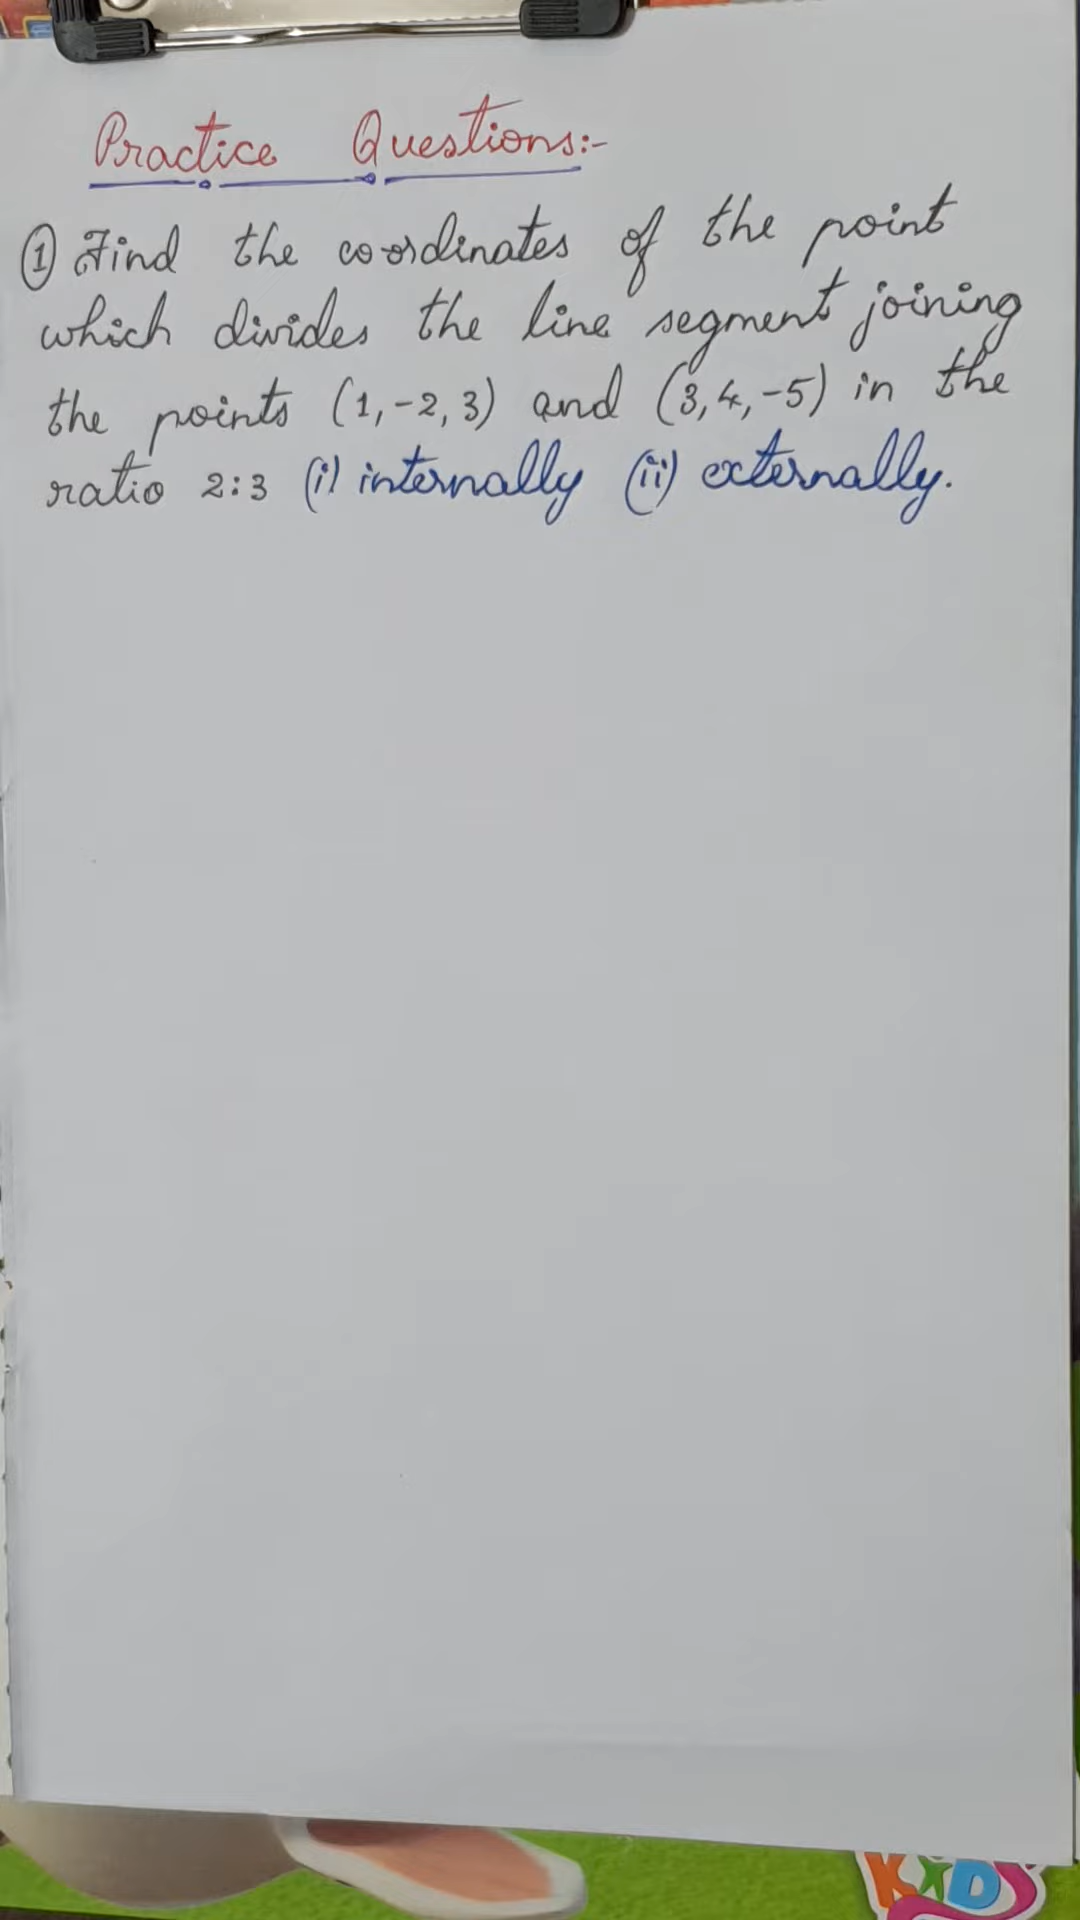 Practice Questions:-
① Find the coordinates of the point
which divides the line segment joining
the points (1,-2,3) and (3,4,-5) in the
ratio 2:3 (i) internally (ii) externally.
KiDS